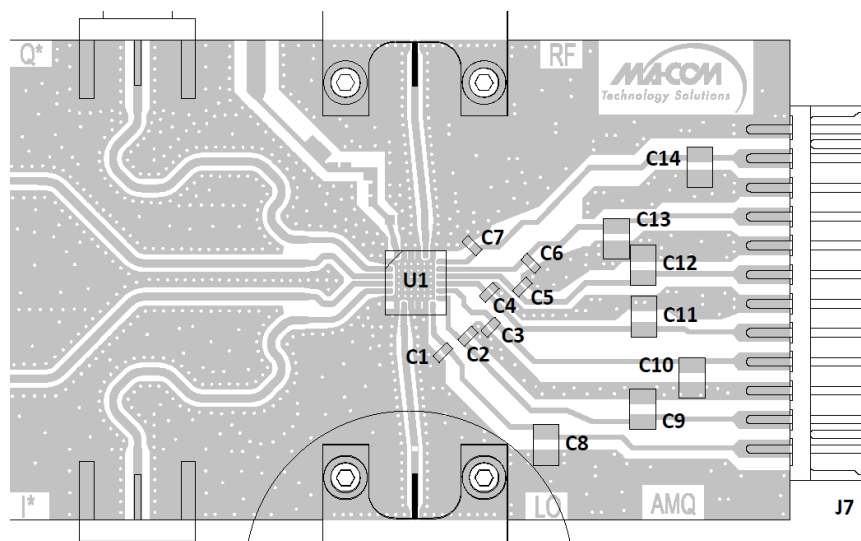 Q*
RF
MACOM
Technology Solutions
C14
C13
C7
C6
C12
U1
C5
C4
C11
C3
C2
C1
C10
C9
C8
I*
LO
AMQ
J7